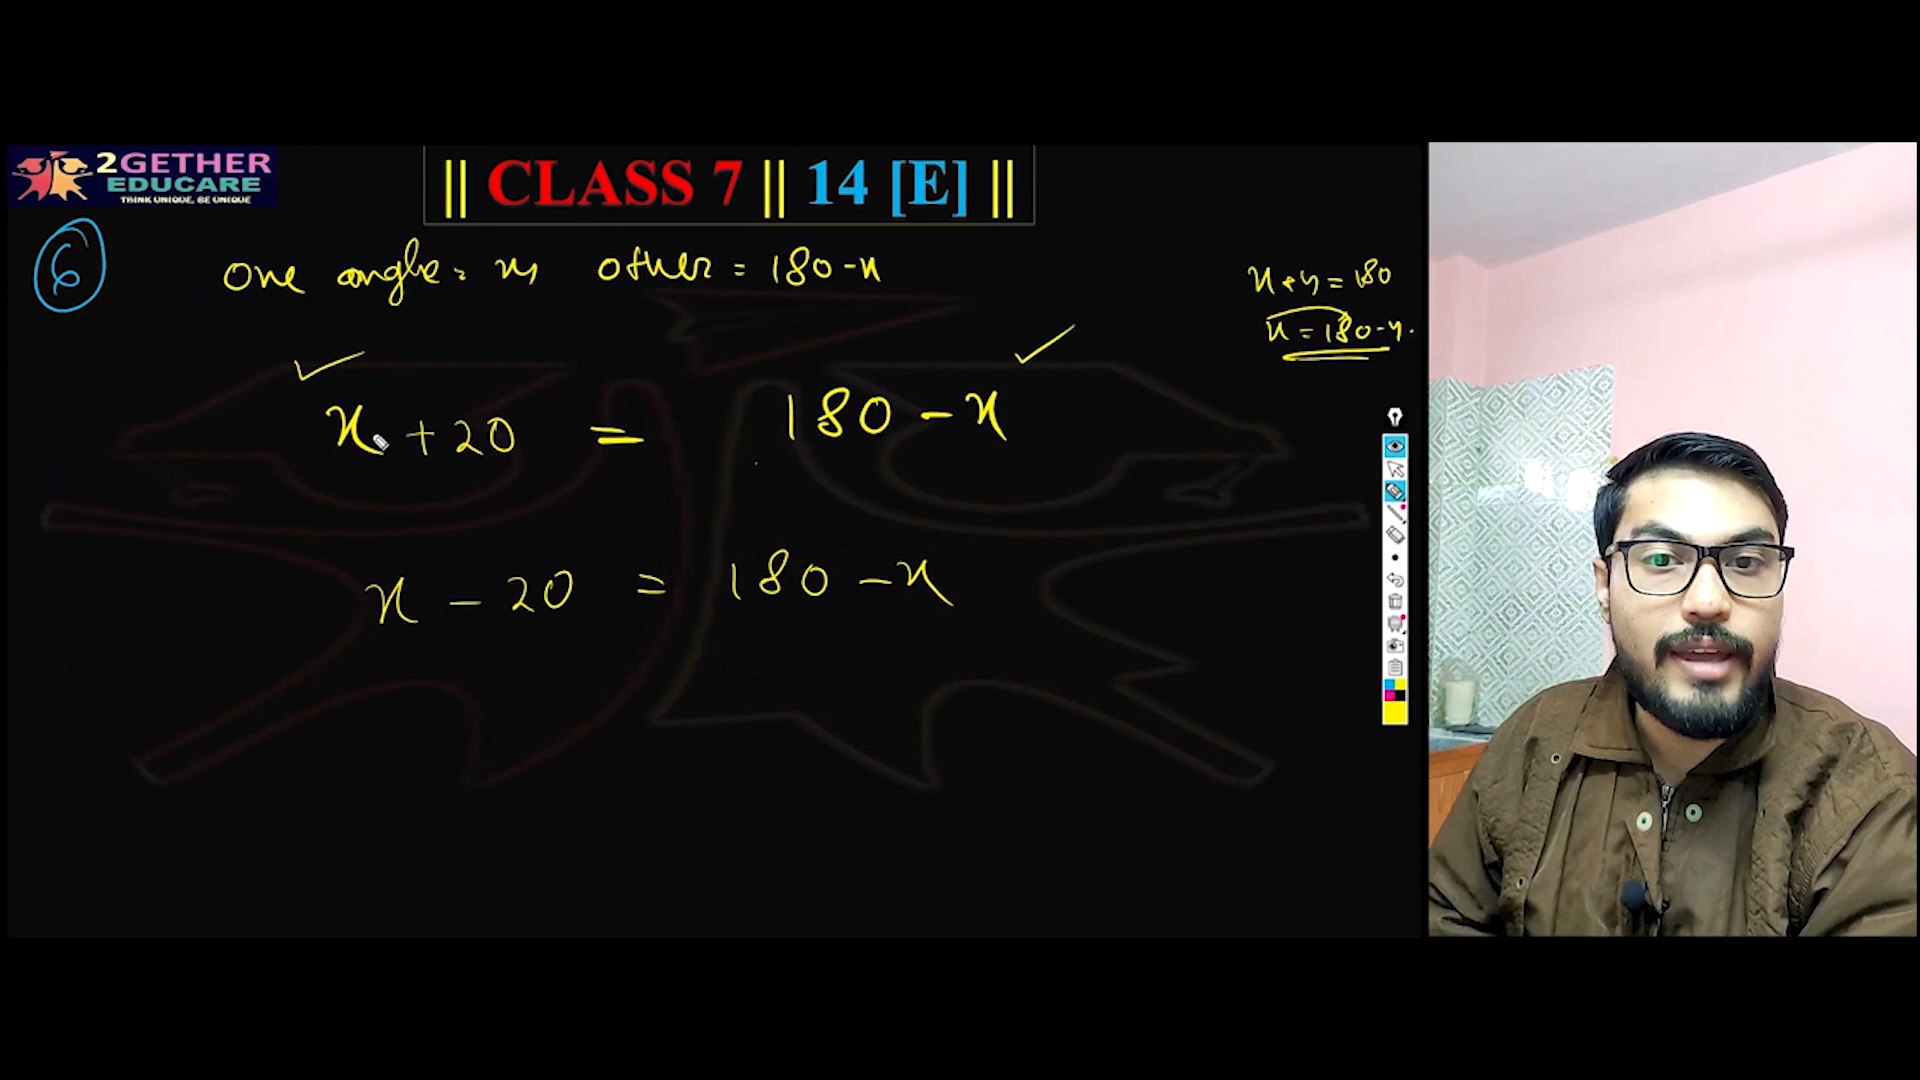 2GETHER
EDUCARE
THINK UNIQUE, BE UNIQUE
|| CLASS 7 || 14 [E] ||
6
One angle = x, other = 180-x
x+y=180
x=180-y.
x + 20 = 180 - x
x - 20 = 180 - x